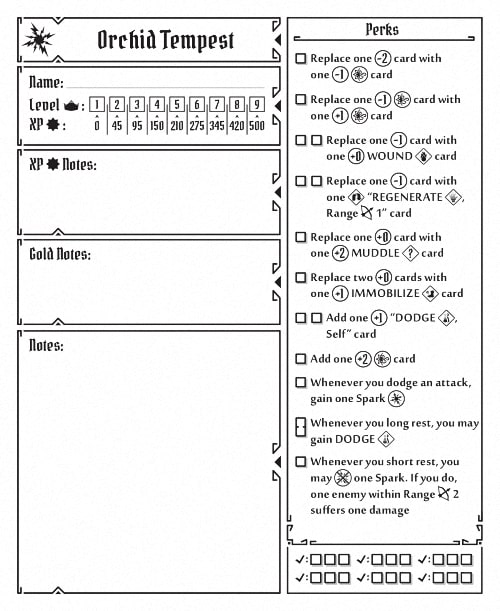 Orchid Tempest
Name:
Level : 1 2 3 4 5 6 7 8 9
XP : 0 45 95 150 210 275 345 420 500
XP Notes:
Gold Notes:
Notes:
Perks
Replace one -2 card with
one -1 card
Replace one -1 card with
one +1 card
Replace one -1 card with
one +0 WOUND card
Replace one -1 card with
one "REGENERATE ,
Range 1" card
Replace one +0 card with
one +2 MUDDLE ? card
Replace two +0 cards with
one +1 IMMOBILIZE card
Add one +1 "DODGE ,
Self" card
Add one +2 card
Whenever you dodge an attack,
gain one Spark
Whenever you long rest, you may
gain DODGE
Whenever you short rest, you
may one Spark. If you do,
one enemy within Range 2
suffers one damage
✓: ✓: ✓:
✓: ✓: ✓: